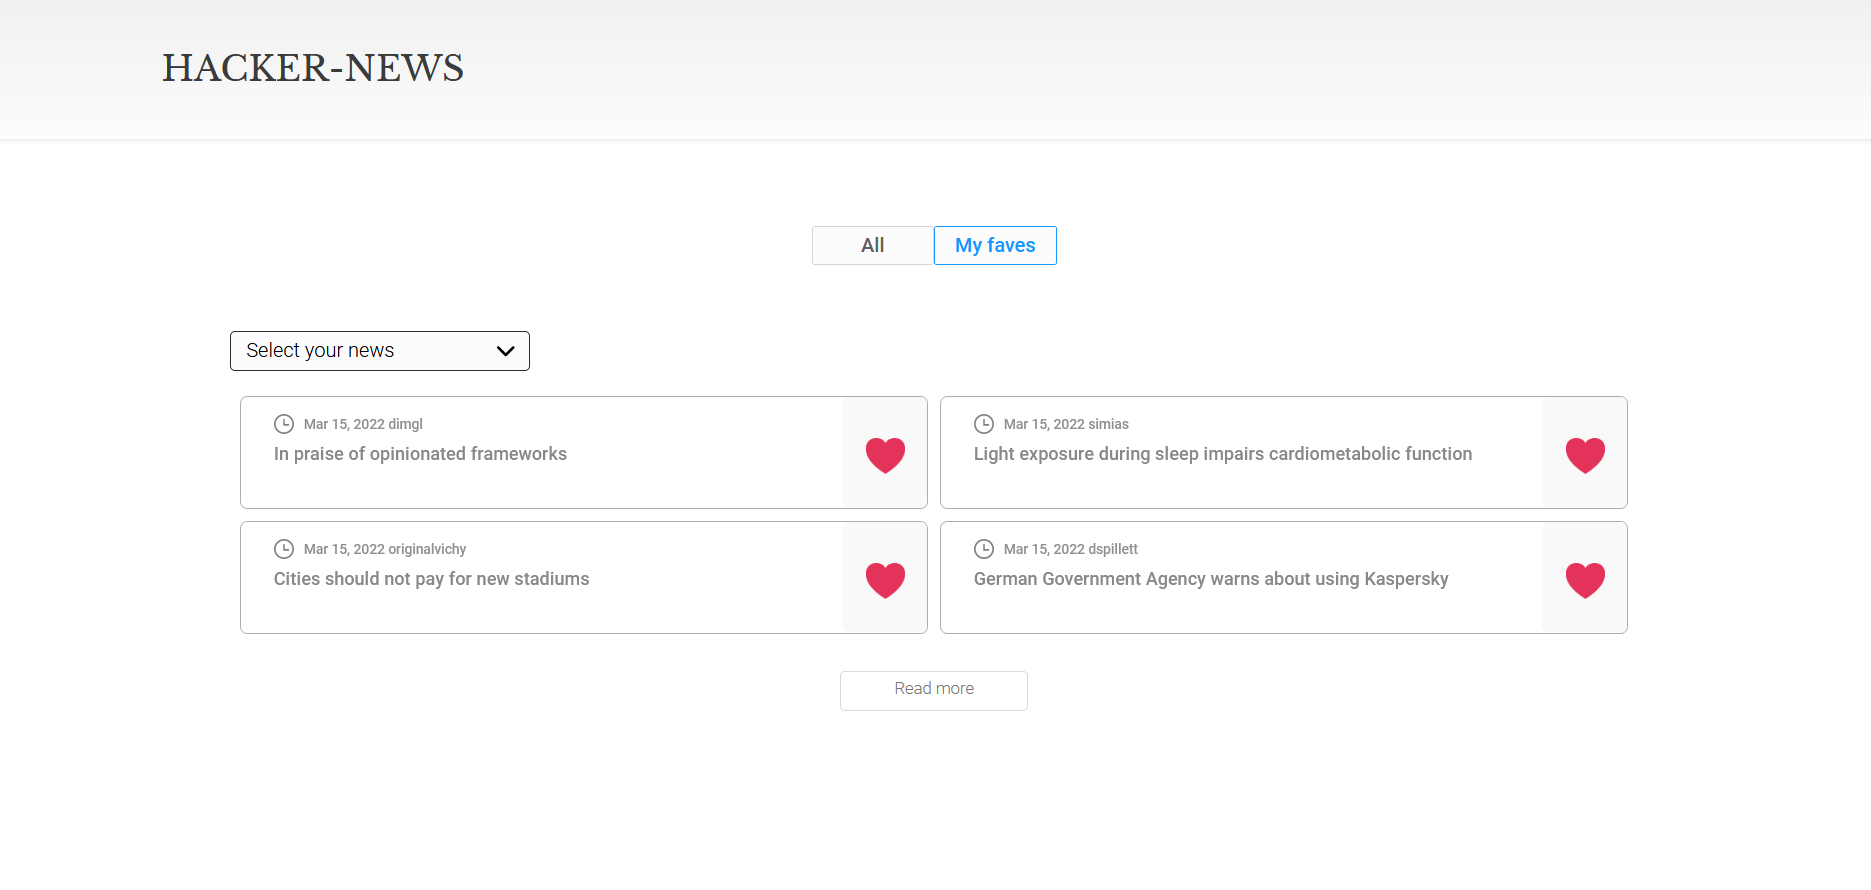 HACKER-NEWS
All
My faves
Select your news
Mar 15, 2022 dimgl
In praise of opinionated frameworks
Mar 15, 2022 simias
Light exposure during sleep impairs cardiometabolic function
Mar 15, 2022 originalvichy
Cities should not pay for new stadiums
Mar 15, 2022 dspillett
German Government Agency warns about using Kaspersky
Read more